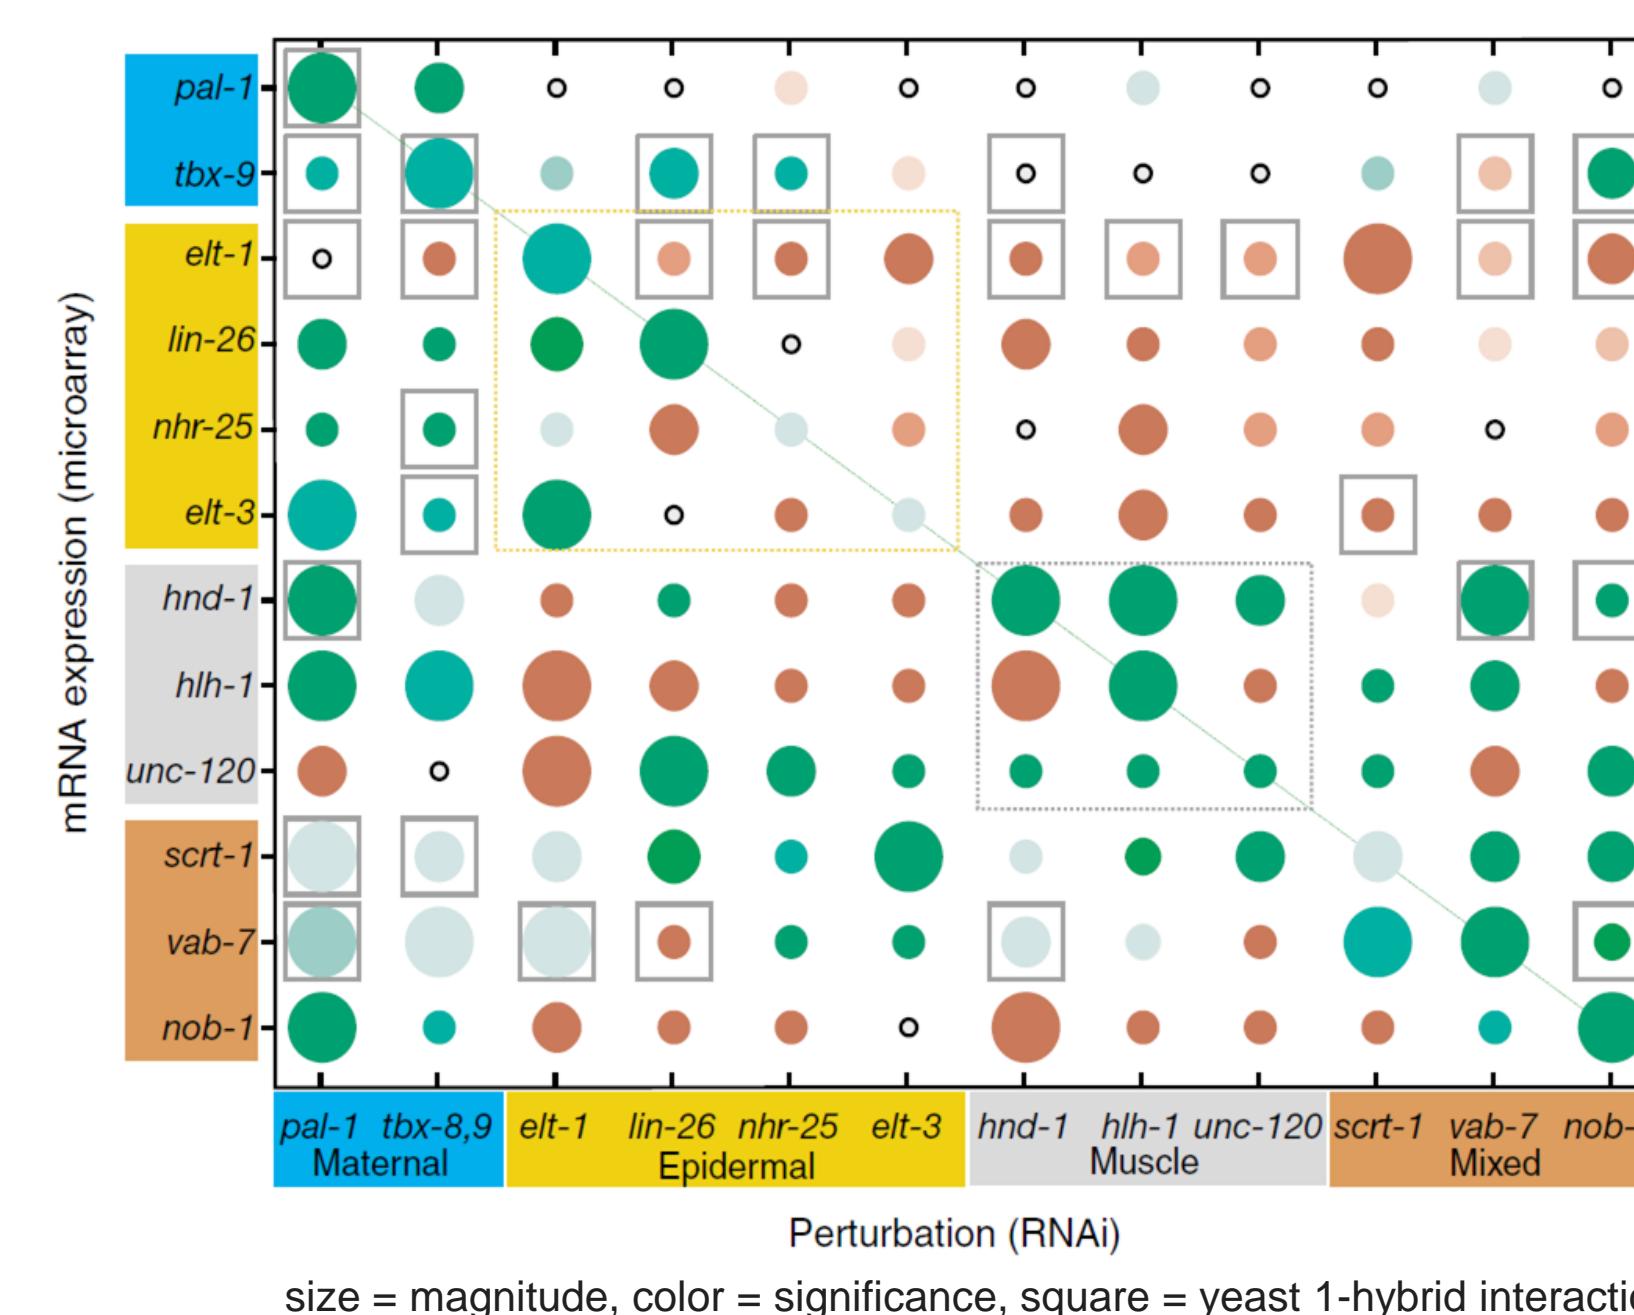 mRNA expression (microarray)
pal-1
tbx-9
elt-1
lin-26
nhr-25
elt-3
hnd-1
hlh-1
unc-120
scrt-1
vab-7
nob-1
pal-1 tbx-8,9 elt-1 lin-26 nhr-25 elt-3 hnd-1 hlh-1 unc-120 scrt-1 vab-7 nob-
Maternal Epidermal Muscle Mixed
Perturbation (RNAi)
size = magnitude, color = significance, square = yeast 1-hybrid interactio